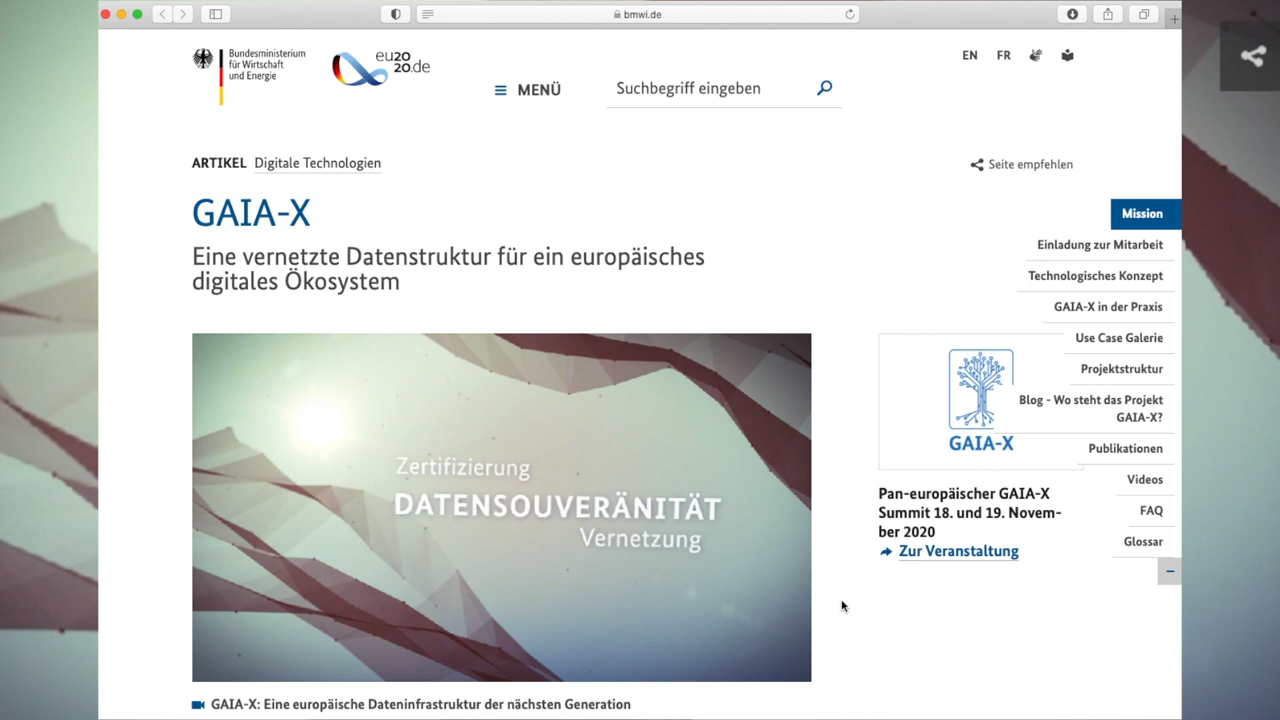 bmwi.de
Bundesministerium
für Wirtschaft
und Energie
eu20
20.de
MENÜ
Suchbegriff eingeben
EN FR
ARTIKEL Digitale Technologien
Seite empfehlen
GAIA-X
Eine vernetzte Datenstruktur für ein europäisches
digitales Ökosystem
Zertifizierung
DATENSOUVERÄNITÄT
Vernetzung
GAIA-X: Eine europäische Dateninfrastruktur der nächsten Generation
GAIA-X
Pan-europäischer GAIA-X
Summit 18. und 19. Novem-
ber 2020
Zur Veranstaltung
Mission
Einladung zur Mitarbeit
Technologisches Konzept
GAIA-X in der Praxis
Use Case Galerie
Projektstruktur
Blog - Wo steht das Projekt
GAIA-X?
Publikationen
Videos
FAQ
Glossar